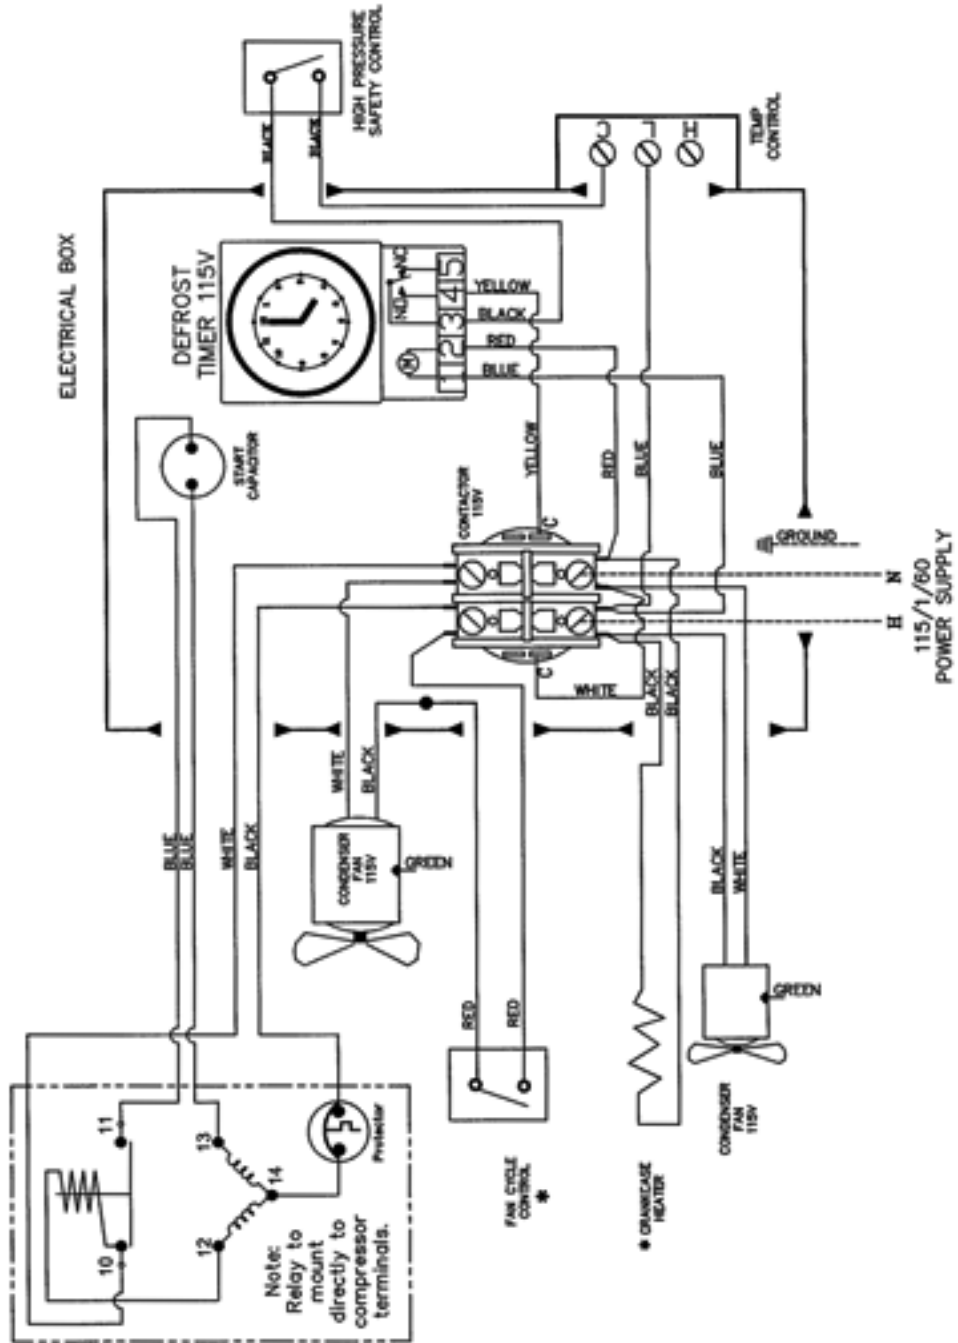 ELECTRICAL BOX
HIGH PRESSURE
SAFETY CONTROL
BLACK
BLACK
TEMP
CONTROL
C
L
H
DEFROST
TIMER 115V
NO
NC
M
1 2 3 4 5
YELLOW
BLACK
RED
BLUE
START
CAPACITOR
YELLOW
RED
BLUE
BLUE
CONTACTOR
115V
C
C
GROUND
N
H
115/1/60
POWER SUPPLY
WHITE
BLACK
BLACK
BLUE
BLUE
WHITE
BLACK
WHITE
BLACK
CONDENSER
FAN
115V
GREEN
RED
RED
BLACK
WHITE
GREEN
CONDENSER
FAN
115V
FAN CYCLE
CONTROL
*
* CRANKCASE
HEATER
11
13
14
10
12
Protector
Note:
Relay to
mount
directly to
compressor
terminals.